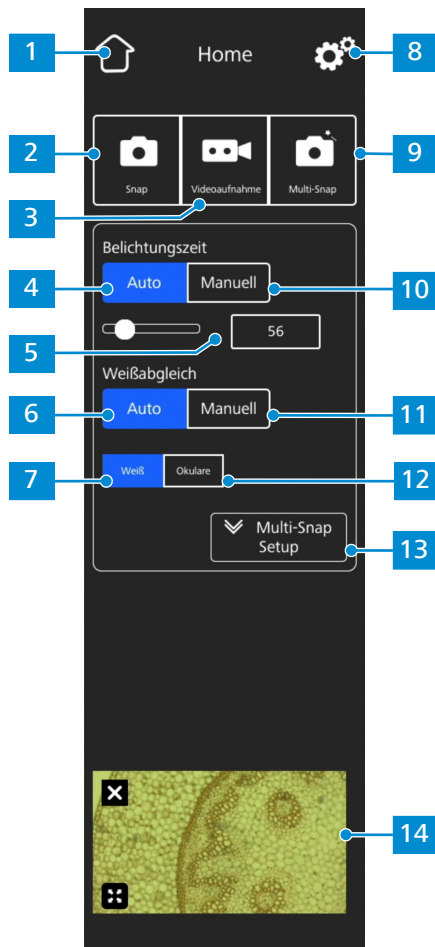 1
Home
8
2
9
Snap
Videoaufnahme
Multi-Snap
3
Belichtungszeit
4
Auto
Manuell
10
5
56
Weißabgleich
6
Auto
Manuell
11
7
Weiß
Okulare
12
Multi-Snap
Setup
13
14